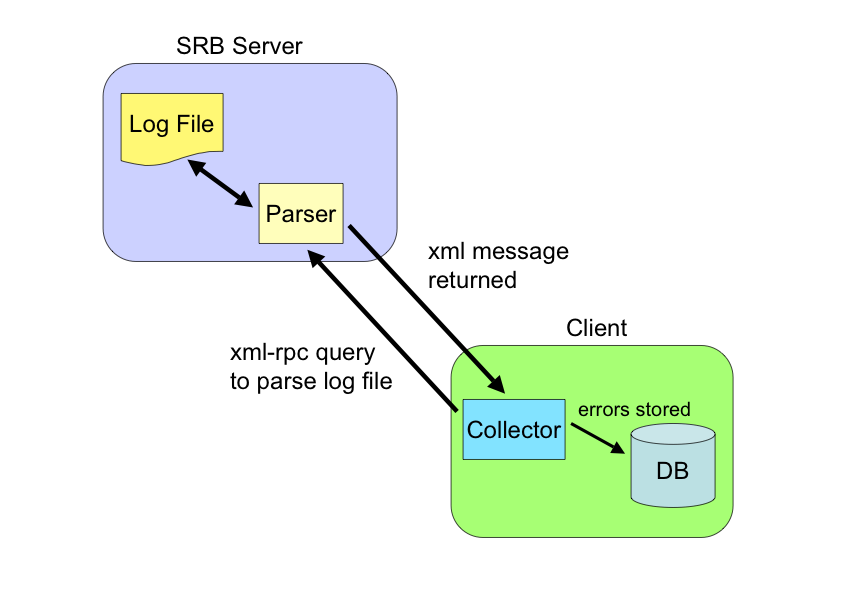 SRB Server
Log File
Parser
xml message
returned
Client
xml-rpc query
to parse log file
errors stored
Collector
DB